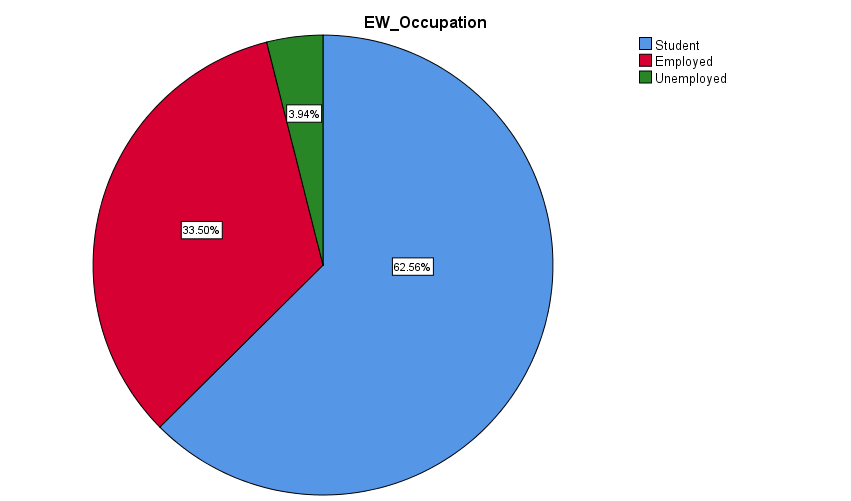 EW_Occupation
Student
Employed
Unemployed
3.94%
33.50%
62.56%